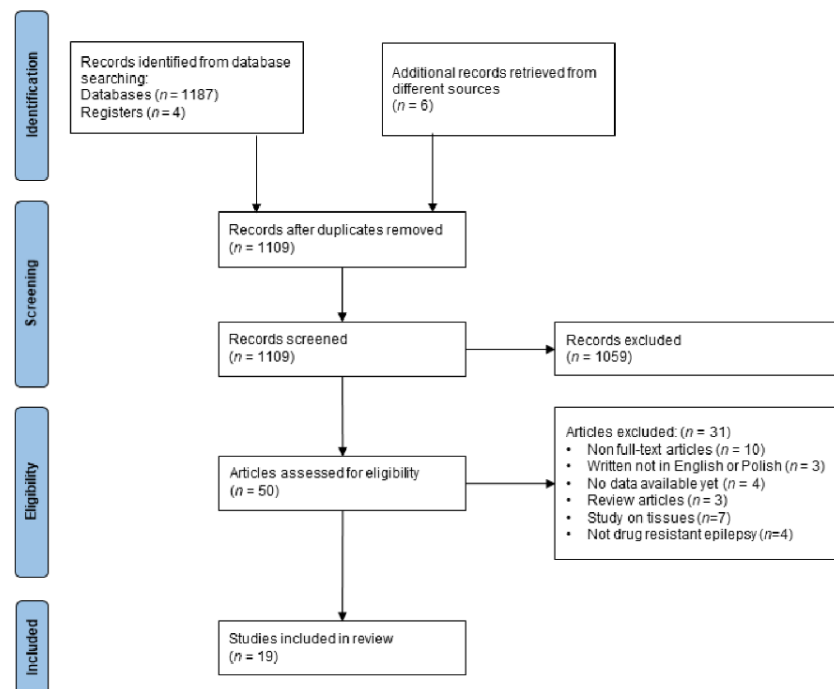 Identification
Records identified from database
searching:
Databases (n = 1187)
Registers (n = 4)
Additional records retrieved from
different sources
(n = 6)
Screening
Records after duplicates removed
(n = 1109)
Records screened
(n = 1109)
Records excluded
(n = 1059)
Eligibility
Articles assessed for eligibility
(n = 50)
Articles excluded: (n = 31)
• Non full-text articles (n = 10)
• Written not in English or Polish (n = 3)
• No data available yet (n = 4)
• Review articles (n = 3)
• Study on tissues (n=7)
• Not drug resistant epilepsy (n=4)
Included
Studies included in review
(n = 19)